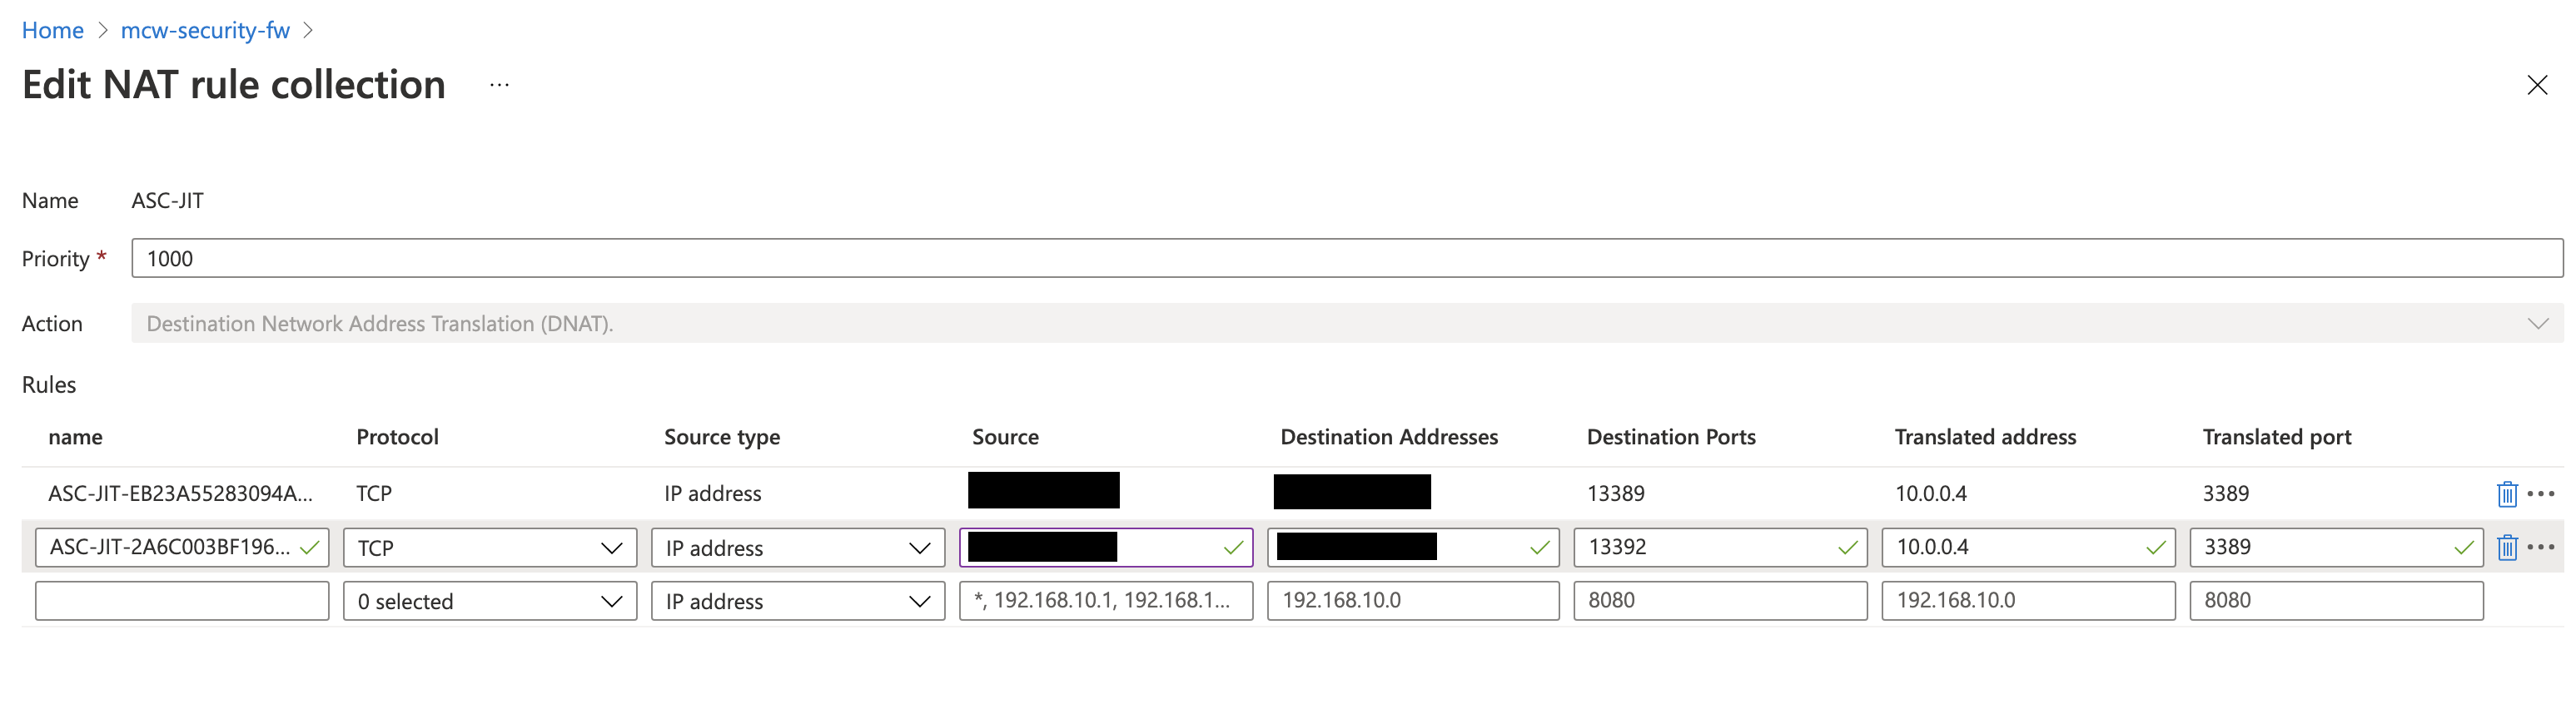 Home > mcw-security-fw >
Edit NAT rule collection ...
Name ASC-JIT
Priority * 1000
Action Destination Network Address Translation (DNAT).
Rules
name Protocol Source type Source Destination Addresses Destination Ports Translated address Translated port
ASC-JIT-EB23A55283094A... TCP IP address 13389 10.0.0.4 3389
ASC-JIT-2A6C003BF196... TCP IP address 13392 10.0.0.4 3389
0 selected IP address *, 192.168.10.1, 192.168.1... 192.168.10.0 8080 192.168.10.0 8080